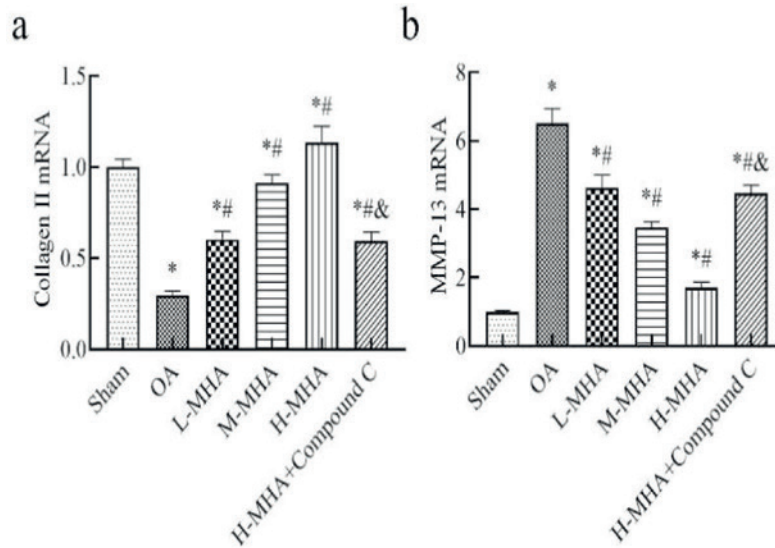 a
Collagen II mRNA
1.5
1.0
0.5
0.0
*
*#
*#
*#
*#&
Sham
OA
L-MHA
M-MHA
H-MHA
H-MHA+Compound C
b
MMP-13 mRNA
8
6
4
2
0
*
*#
*#
*#
*#&
Sham
OA
L-MHA
M-MHA
H-MHA
H-MHA+Compound C